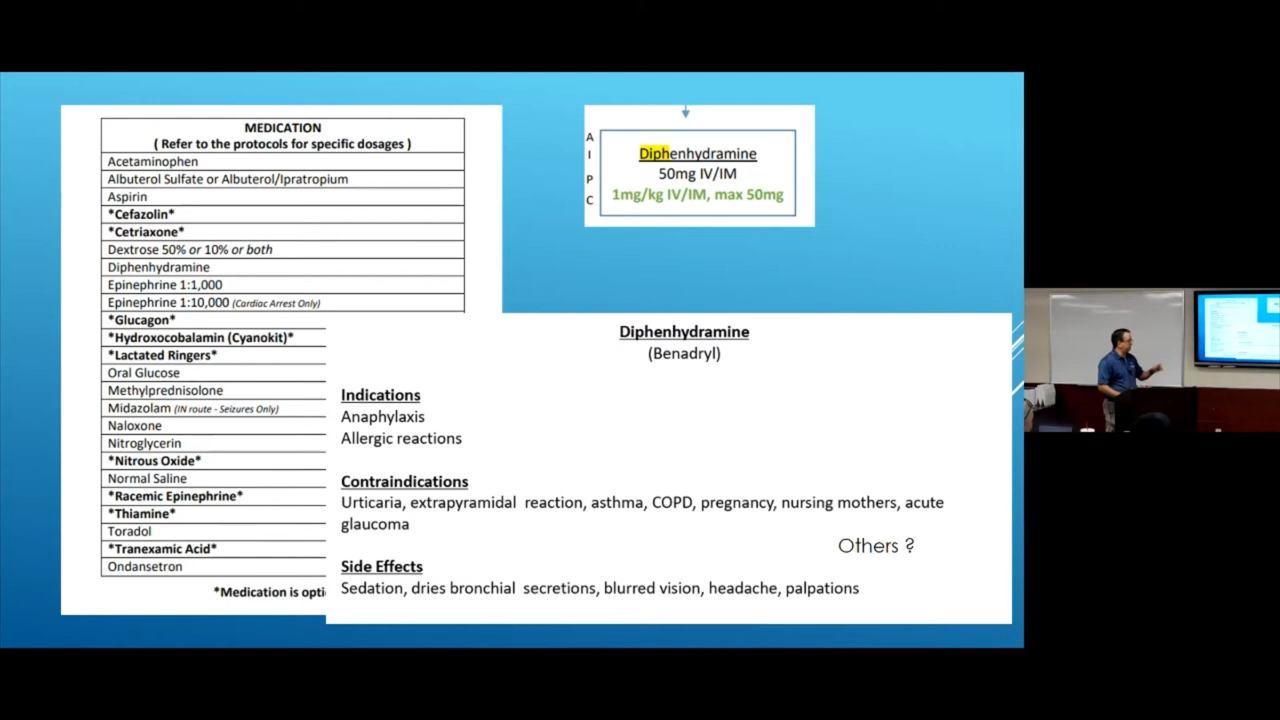 MEDICATION
( Refer to the protocols for specific dosages )
Acetaminophen
Albuterol Sulfate or Albuterol/Ipratropium
Aspirin
*Cefazolin*
*Cetriaxone*
Dextrose 50% or 10% or both
Diphenhydramine
Epinephrine 1:1,000
Epinephrine 1:10,000 (Cardiac Arrest Only)
*Glucagon*
*Hydroxocobalamin (Cyanokit)*
*Lactated Ringers*
Oral Glucose
Methylprednisolone
Midazolam (IN route - Seizures Only)
Naloxone
Nitroglycerin
*Nitrous Oxide*
Normal Saline
*Racemic Epinephrine*
*Thiamine*
Toradol
*Tranexamic Acid*
Ondansetron
*Medication is opti
A
I
P
C
Diphenhydramine
50mg IV/IM
1mg/kg IV/IM, max 50mg
Diphenhydramine
(Benadryl)
Indications
Anaphylaxis
Allergic reactions
Contraindications
Urticaria, extrapyramidal reaction, asthma, COPD, pregnancy, nursing mothers, acute
glaucoma
Others ?
Side Effects
Sedation, dries bronchial secretions, blurred vision, headache, palpations